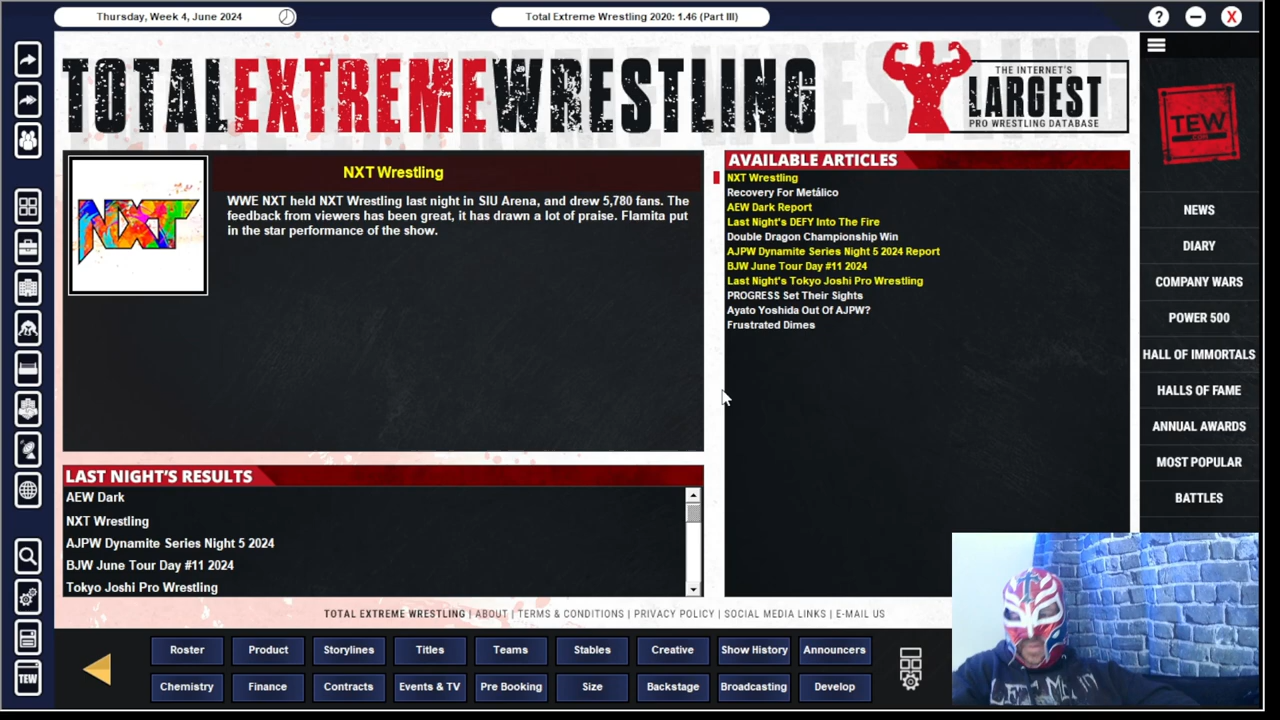 Thursday, Week 4, June 2024
Total Extreme Wrestling 2020: 1.46 (Part III)
?
X
TOTALEXTREMEWRESTLING
THE INTERNET'S
LARGEST
PRO WRESTLING DATABASE
TEW
.COM
NXT Wrestling
NXT
WWE NXT held NXT Wrestling last night in SIU Arena, and drew 5,780 fans. The
feedback from viewers has been great, it has drawn a lot of praise. Flamita put
in the star performance of the show.
AVAILABLE ARTICLES
NXT Wrestling
Recovery For Metálico
AEW Dark Report
Last Night's DEFY Into The Fire
Double Dragon Championship Win
AJPW Dynamite Series Night 5 2024 Report
BJW June Tour Day #11 2024
Last Night's Tokyo Joshi Pro Wrestling
PROGRESS Set Their Sights
Ayato Yoshida Out Of AJPW?
Frustrated Dimes
NEWS
DIARY
COMPANY WARS
POWER 500
HALL OF IMMORTALS
HALLS OF FAME
ANNUAL AWARDS
MOST POPULAR
BATTLES
LAST NIGHT'S RESULTS
AEW Dark
NXT Wrestling
AJPW Dynamite Series Night 5 2024
BJW June Tour Day #11 2024
Tokyo Joshi Pro Wrestling
TOTAL EXTREME WRESTLING | ABOUT | TERMS & CONDITIONS | PRIVACY POLICY | SOCIAL MEDIA LINKS | E-MAIL US
TEW
Roster
Product
Storylines
Titles
Teams
Stables
Creative
Show History
Announcers
Chemistry
Finance
Contracts
Events & TV
Pre Booking
Size
Backstage
Broadcasting
Develop